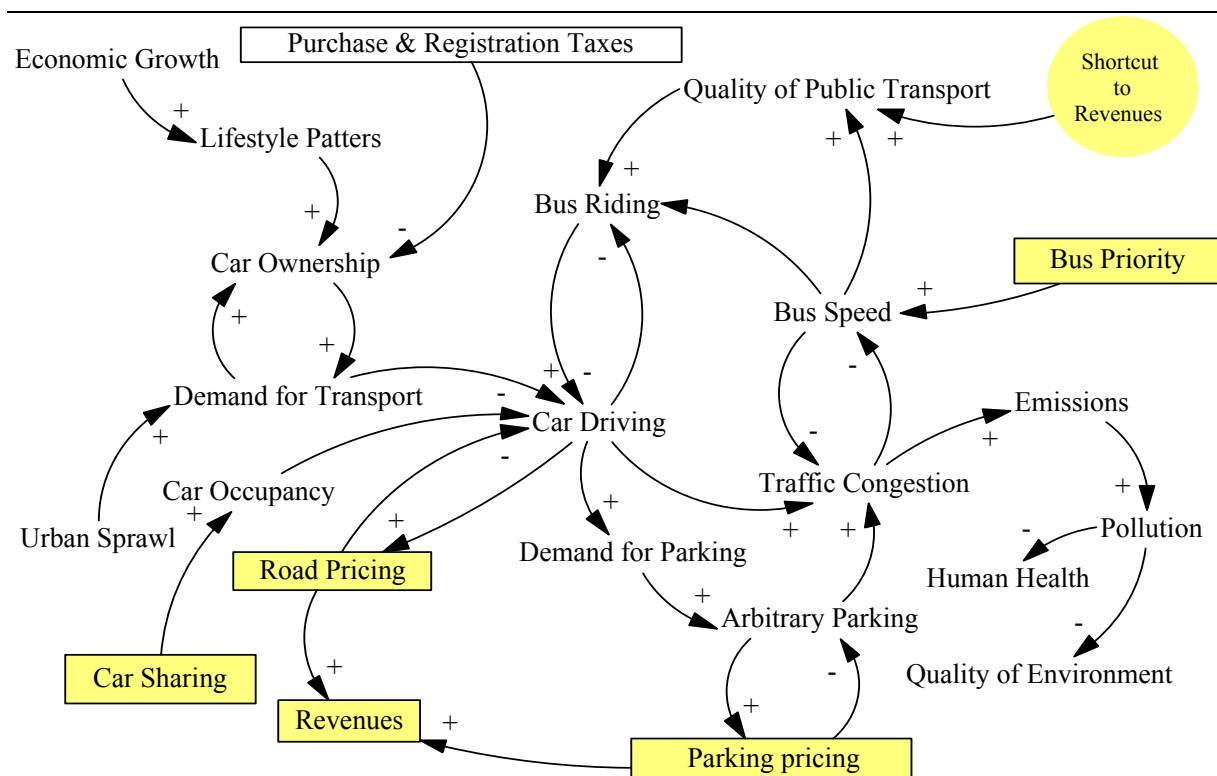 Purchase & Registration Taxes
Economic Growth
Shortcut
to
Revenues
Quality of Public Transport
+
+
+
Lifestyle Patters
+
Bus Riding
+
-
-
Car Ownership
Bus Priority
+
Bus Speed
+
+
-
+
-
-
Demand for Transport
-
Emissions
Car Driving
+
-
+
-
Car Occupancy
Traffic Congestion
+
+
+
+
+
+
-
Pollution
Urban Sprawl
Road Pricing
Demand for Parking
Human Health
+
Arbitrary Parking
-
+
Car Sharing
-
Quality of Environment
Revenues
+
+
Parking pricing